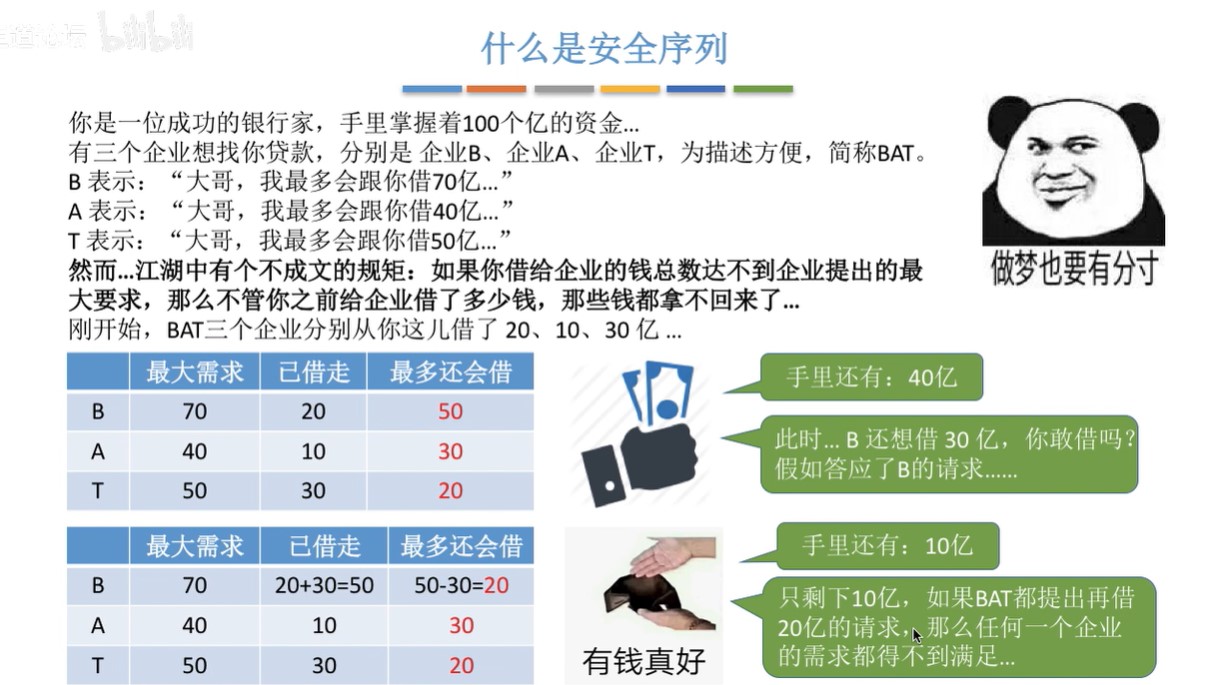 bilibili
什么是安全序列
你是一位成功的银行家，手里掌握着100个亿的资金…
有三个企业想找你贷款，分别是 企业B、企业A、企业T，为描述方便，简称BAT。
B 表示：“大哥，我最多会跟你借70亿…”
A 表示：“大哥，我最多会跟你借40亿…”
T 表示：“大哥，我最多会跟你借50亿…”
然而…江湖中有个不成文的规矩：如果你借给企业的钱总数达不到企业提出的最
大要求，那么不管你之前给企业借了多少钱，那些钱都拿不回来了…
刚开始，BAT三个企业分别从你这儿借了 20、10、30 亿 …
做梦也要有分寸
最大需求 已借走 最多还会借
B 70 20 50
A 40 10 30
T 50 30 20
手里还有：40亿
此时… B 还想借 30 亿，你敢借吗？
假如答应了B的请求……
最大需求 已借走 最多还会借
B 70 20+30=50 50-30=20
A 40 10 30
T 50 30 20
有钱真好
手里还有：10亿
只剩下10亿，如果BAT都提出再借
20亿的请求，那么任何一个企业
的需求都得不到满足…